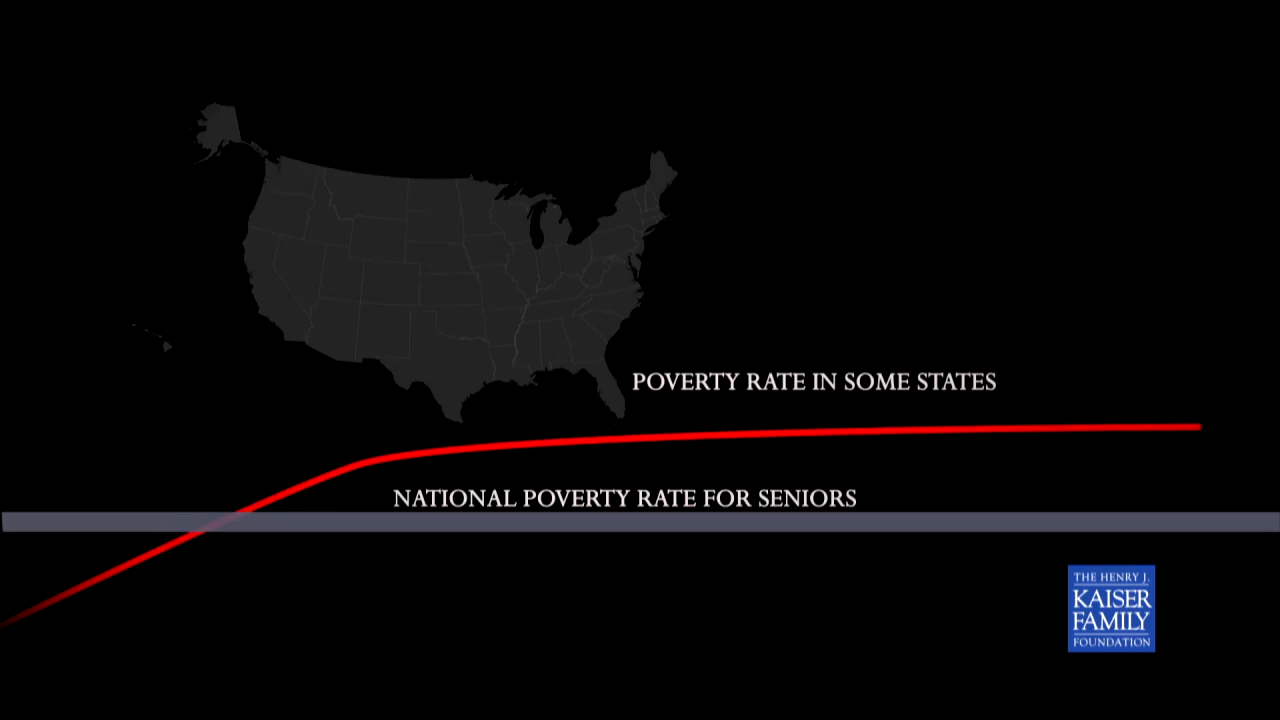 POVERTY RATE IN SOME STATES
NATIONAL POVERTY RATE FOR SENIORS
THE HENRY J.
KAISER
FAMILY
FOUNDATION